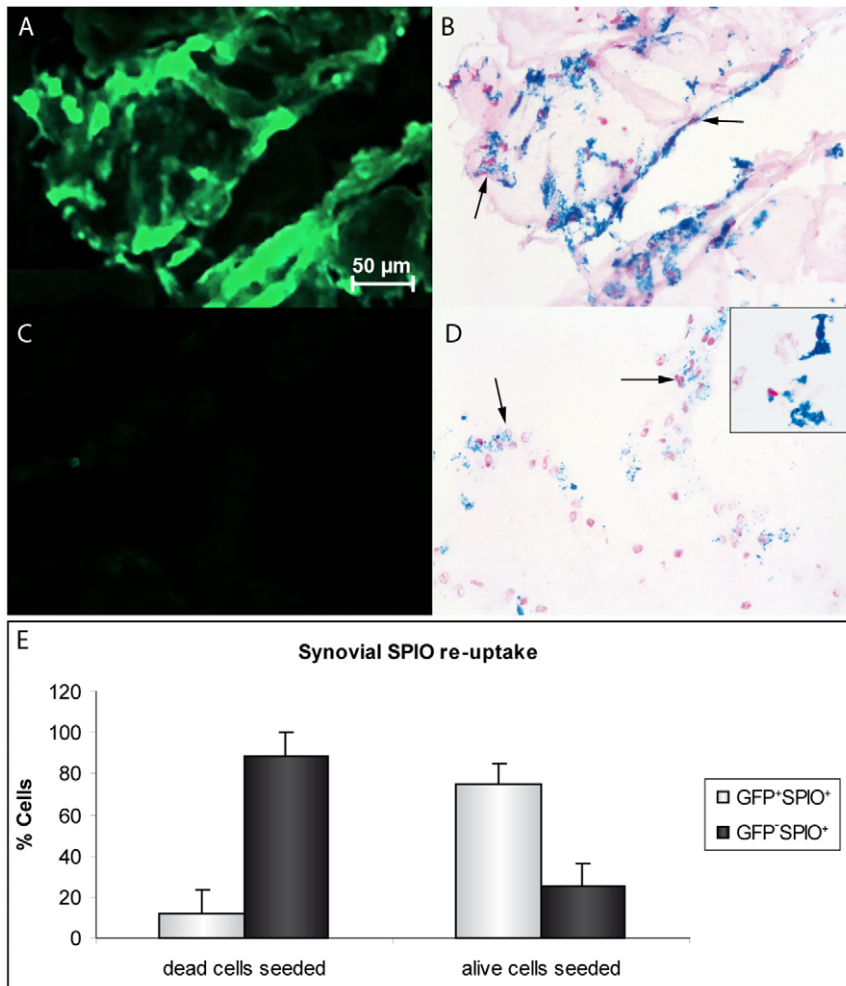 A
B
50 µm
C
D
E
Synovial SPIO re-uptake
120
100
80
60
40
20
0
% Cells
dead cells seeded
alive cells seeded
GFP⁺SPIO⁺
GFP⁻SPIO⁺